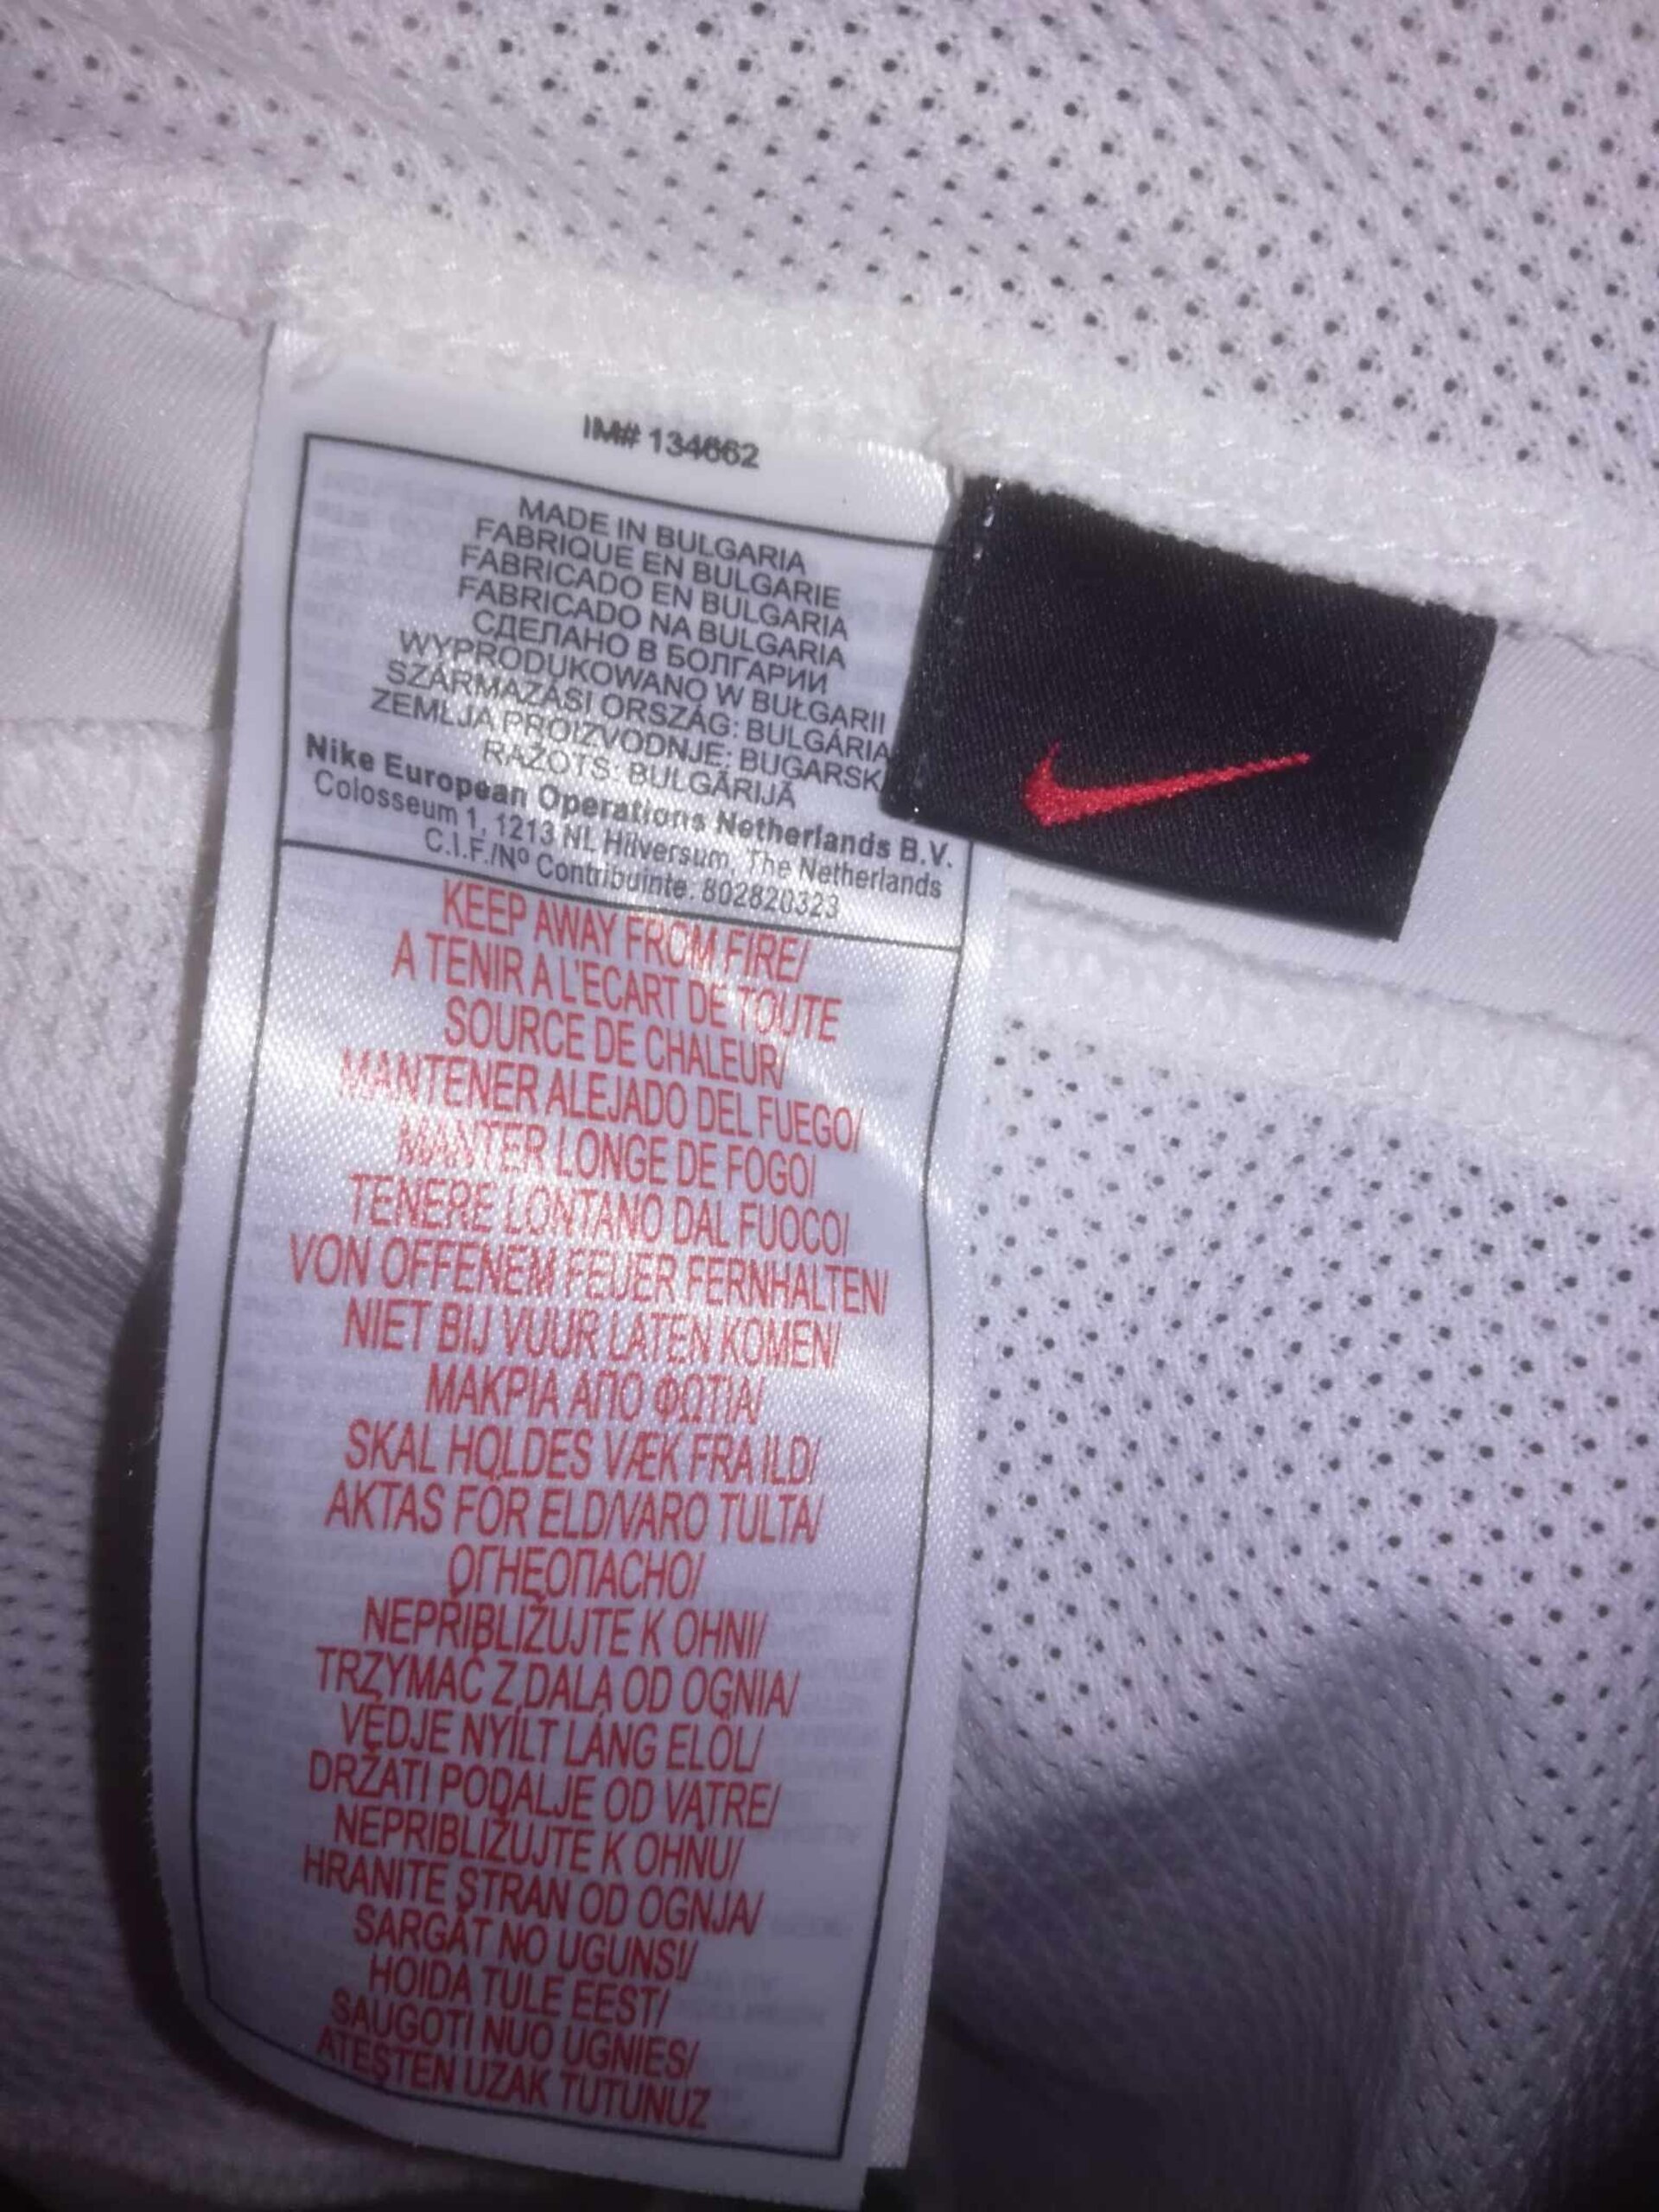 IM# 134662
MADE IN BULGARIA
FABRIQUE EN BULGARIE
FABRICADO EN BULGARIA
FABRICADO NA BULGARIA
СДЕЛАНО В БОЛГАРИИ
WYPRODUKOWANO W BUŁGARII
SZÁRMAZÁSI ORSZÁG: BULGÁRIA
ZEMLJA PROIZVODNJE: BUGARSK
RAŽOTS: BULGĀRIJĀ
Nike European Operations Netherlands B.V.
Colosseum 1, 1213 NL Hilversum, The Netherlands
C.I.F./Nº Contribuinte: 802820323
KEEP AWAY FROM FIRE/
A TENIR A L'ECART DE TOUTE
SOURCE DE CHALEUR/
MANTENER ALEJADO DEL FUEGO/
MANTER LONGE DE FOGO/
TENERE LONTANO DAL FUOCO/
VON OFFENEM FEUER FERNHALTEN/
NIET BIJ VUUR LATEN KOMEN/
ΜΑΚΡΙΑ ΑΠΟ ΦΩΤΙΑ/
SKAL HOLDES VÆK FRA ILD/
AKTAS FÖR ELD/VARO TULTA/
ОГНЕОПАСНО/
NEPŘIBLIŽUJTE K OHNI/
TRZYMAĆ Z DALA OD OGNIA/
VÉDJE NYÍLT LÁNG ELŐL/
DRŽATI PODALJE OD VATRE/
NEPRIBLIŽUJTE K OHŇU/
HRANITE STRAN OD OGNJA/
SARGĀT NO UGUNS!/
HOIDA TULE EEST/
SAUGOTI NUO UGNIES/
ATEŞTEN UZAK TUTUNUZ